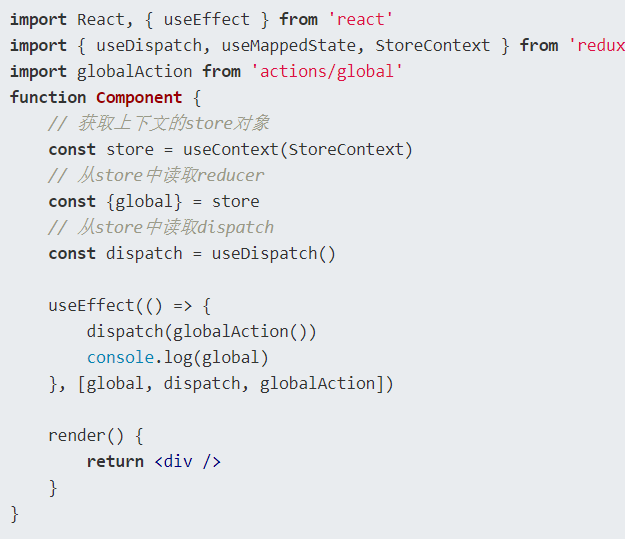 import React, { useEffect } from 'react'
import { useDispatch, useMappedState, StoreContext } from 'redux
import globalAction from 'actions/global'
function Component {
    // 获取上下文的store对象
    const store = useContext(StoreContext)
    // 从store中读取reducer
    const {global} = store
    // 从store中读取dispatch
    const dispatch = useDispatch()

    useEffect(() => {
        dispatch(globalAction())
        console.log(global)
    }, [global, dispatch, globalAction])

    render() {
        return <div />
    }
}